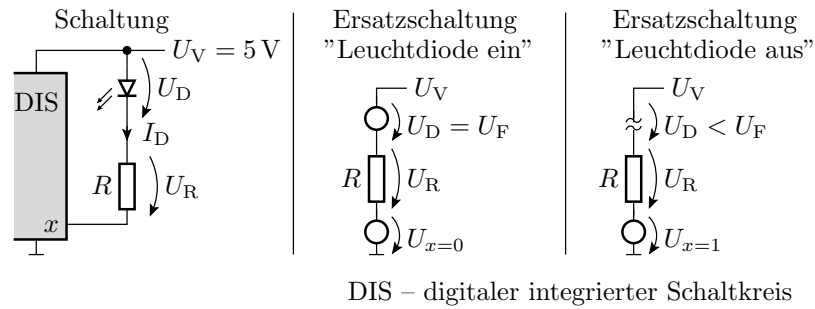 Schaltung
U_V = 5 V
DIS
U_D
I_D
R
U_R
x
Ersatzschaltung
"Leuchtdiode ein"
U_V
U_D = U_F
R
U_R
U_x=0
Ersatzschaltung
"Leuchtdiode aus"
U_V
U_D < U_F
R
U_R
U_x=1
DIS – digitaler integrierter Schaltkreis